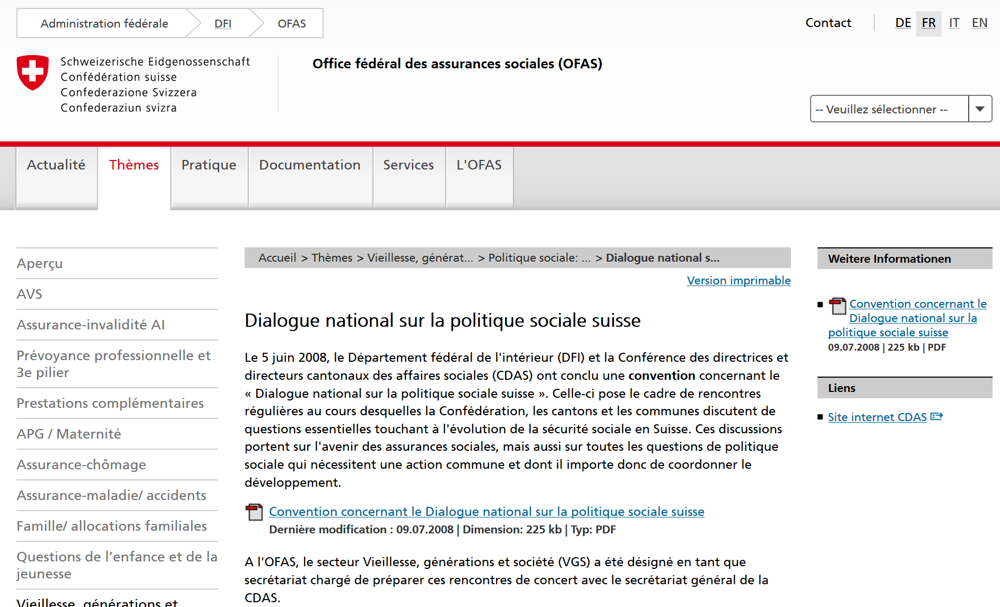 Administration fédérale
DFI
OFAS
Contact
DE
FR
IT
EN
Schweizerische Eidgenossenschaft
Confédération suisse
Confederazione Svizzera
Confederaziun svizra
Office fédéral des assurances sociales (OFAS)
-- Veuillez sélectionner --
Actualité
Thèmes
Pratique
Documentation
Services
L'OFAS
Aperçu
AVS
Assurance-invalidité AI
Prévoyance professionnelle et
3e pilier
Prestations complémentaires
APG / Maternité
Assurance-chômage
Assurance-maladie/ accidents
Famille/ allocations familiales
Questions de l’enfance et de la
jeunesse
Vieillesse, générations et
Accueil > Thèmes > Vieillesse, générat... > Politique sociale: ... > Dialogue national s...
Version imprimable
Dialogue national sur la politique sociale suisse
Le 5 juin 2008, le Département fédéral de l'intérieur (DFI) et la Conférence des directrices et
directeurs cantonaux des affaires sociales (CDAS) ont conclu une convention concernant le
« Dialogue national sur la politique sociale suisse ». Celle-ci pose le cadre de rencontres
régulières au cours desquelles la Confédération, les cantons et les communes discutent de
questions essentielles touchant à l'évolution de la sécurité sociale en Suisse. Ces discussions
portent sur l'avenir des assurances sociales, mais aussi sur toutes les questions de politique
sociale qui nécessitent une action commune et dont il importe donc de coordonner le
développement.
Convention concernant le Dialogue national sur la politique sociale suisse
Dernière modification : 09.07.2008 | Dimension: 225 kb | Typ: PDF
A l'OFAS, le secteur Vieillesse, générations et société (VGS) a été désigné en tant que
secrétariat chargé de préparer ces rencontres de concert avec le secrétariat général de la
CDAS.
Weitere Informationen
Convention concernant le
Dialogue national sur la
politique sociale suisse
09.07.2008 | 225 kb | PDF
Liens
Site internet CDAS